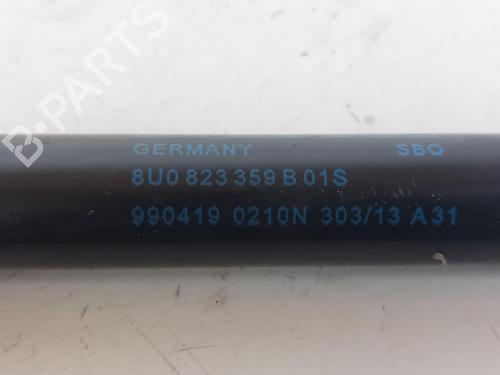 B-PARTS
GERMANY SBO
8U0 823 359 B 01S
990419 0210N 303/13 A31